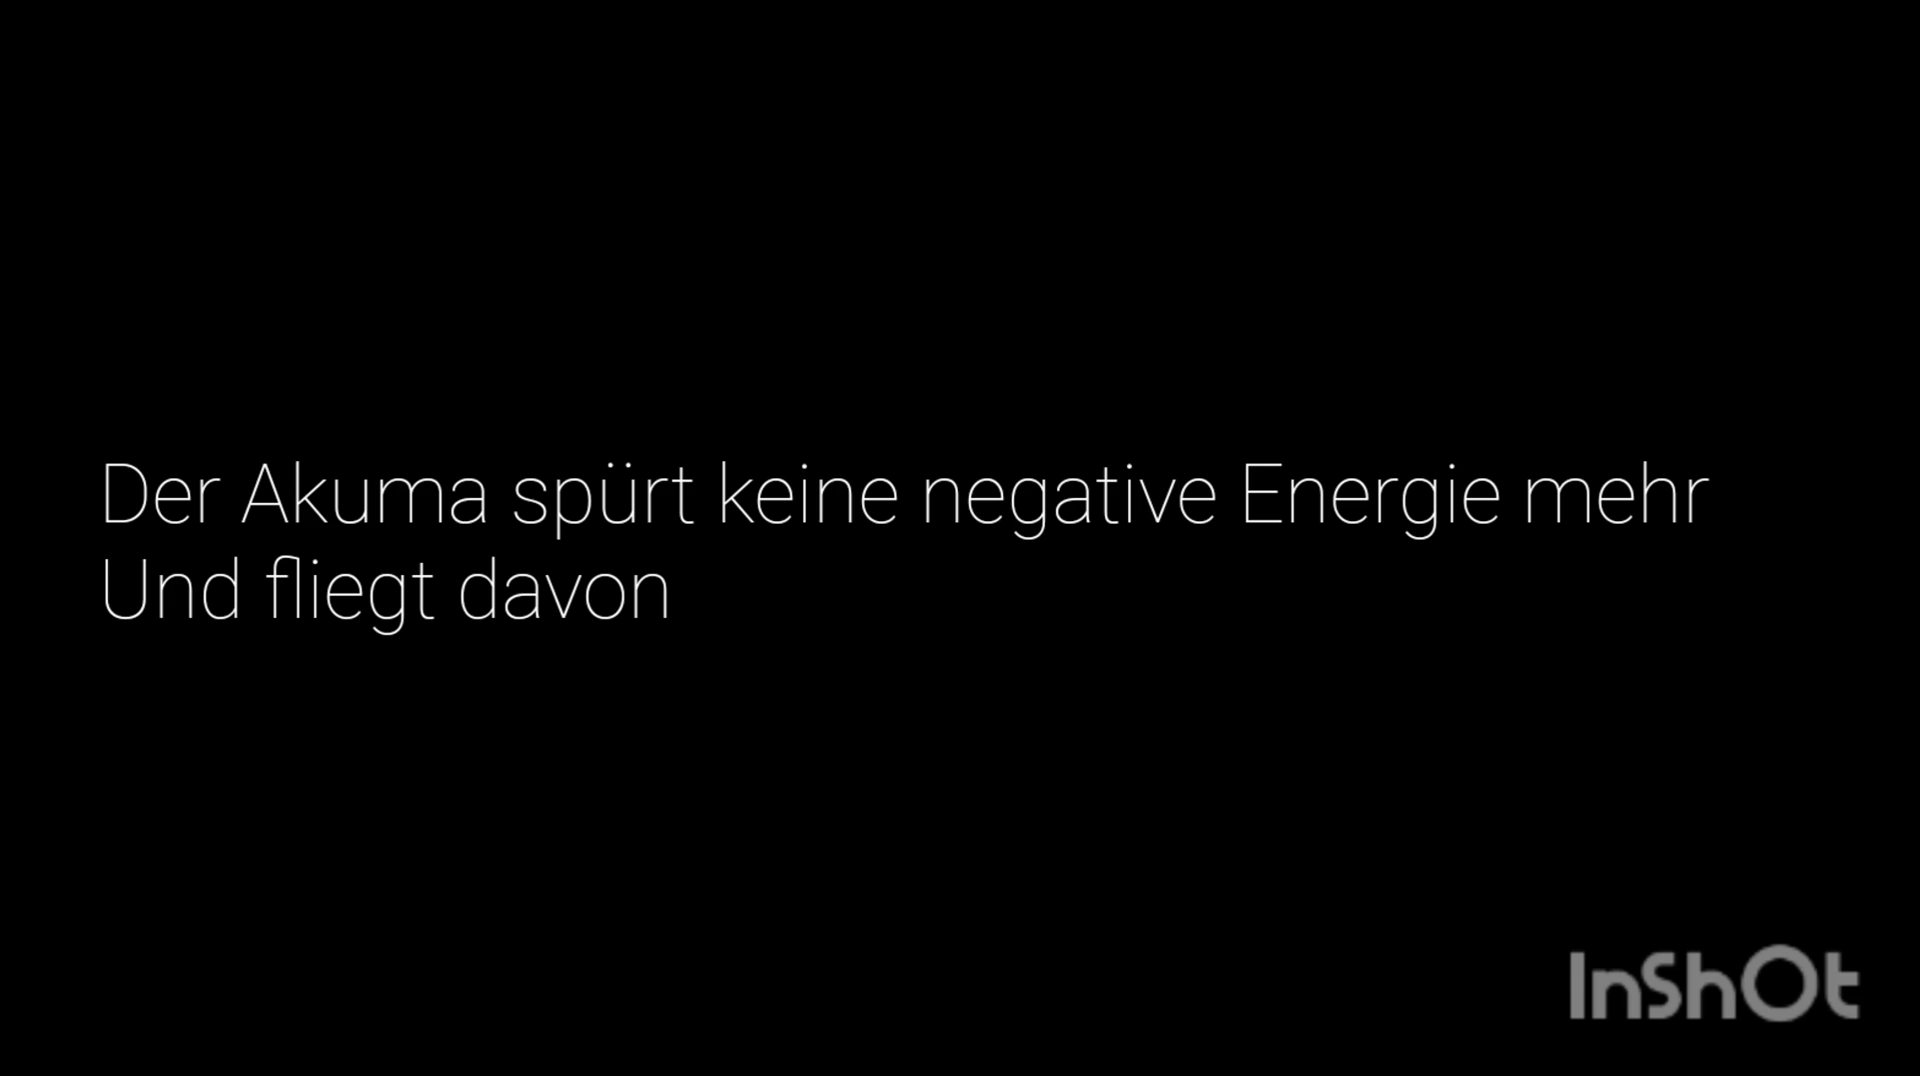 Der Akuma spürt keine negative Energie mehr
Und fliegt davon
InShOt